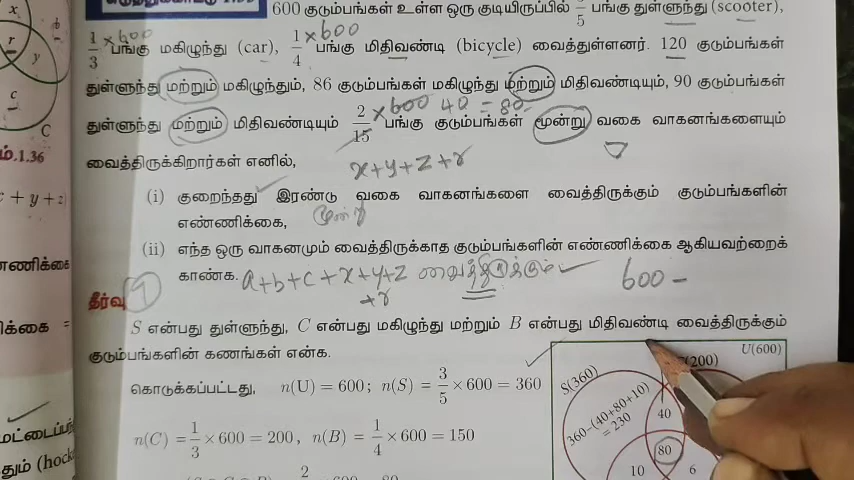 600 குடும்பங்கள் உள்ள ஒரு குடியிருப்பில் 3/5 பங்கு துள்ளுந்து (scooter),
1/3 × 600 பங்கு மகிழுந்து (car), 1/4 × 600 பங்கு மிதிவண்டி (bicycle) வைத்துள்ளனர். 120 குடும்பங்கள்
துள்ளுந்து மற்றும் மகிழுந்தும், 86 குடும்பங்கள் மகிழுந்து மற்றும் மிதிவண்டியும், 90 குடும்பங்கள்
× 600 40 = 80
துள்ளுந்து மற்றும் மிதிவண்டியும் 2/15 பங்கு குடும்பங்கள் மூன்று வகை வாகனங்களையும்
வைத்திருக்கிறார்கள் எனில்,
x+y+z+r
(i) குறைந்தது இரண்டு வகை வாகனங்களை வைத்திருக்கும் குடும்பங்களின்
எண்ணிக்கை, மூன்று
(ii) எந்த ஒரு வாகனமும் வைத்திருக்காத குடும்பங்களின் எண்ணிக்கை ஆகியவற்றைக்
காண்க. a+b+c+x+y+z வைத்திருக்கும் 600 –
+r
தீர்வு
S என்பது துள்ளுந்து, C என்பது மகிழுந்து மற்றும் B என்பது மிதிவண்டி வைத்திருக்கும்
குடும்பங்களின் கணங்கள் என்க.
கொடுக்கப்பட்டது, n(U) = 600; n(S) = 3/5 × 600 = 360
n(C) = 1/3 × 600 = 200, n(B) = 1/4 × 600 = 150
U(600)
(200)
S(360)
360–(40+80+10)
= 230
40
80
10
6
x
r
y
c
C
ம்.1.36
+ y + z)
ண்ணிக்கை
க்கை =
தும் (hock